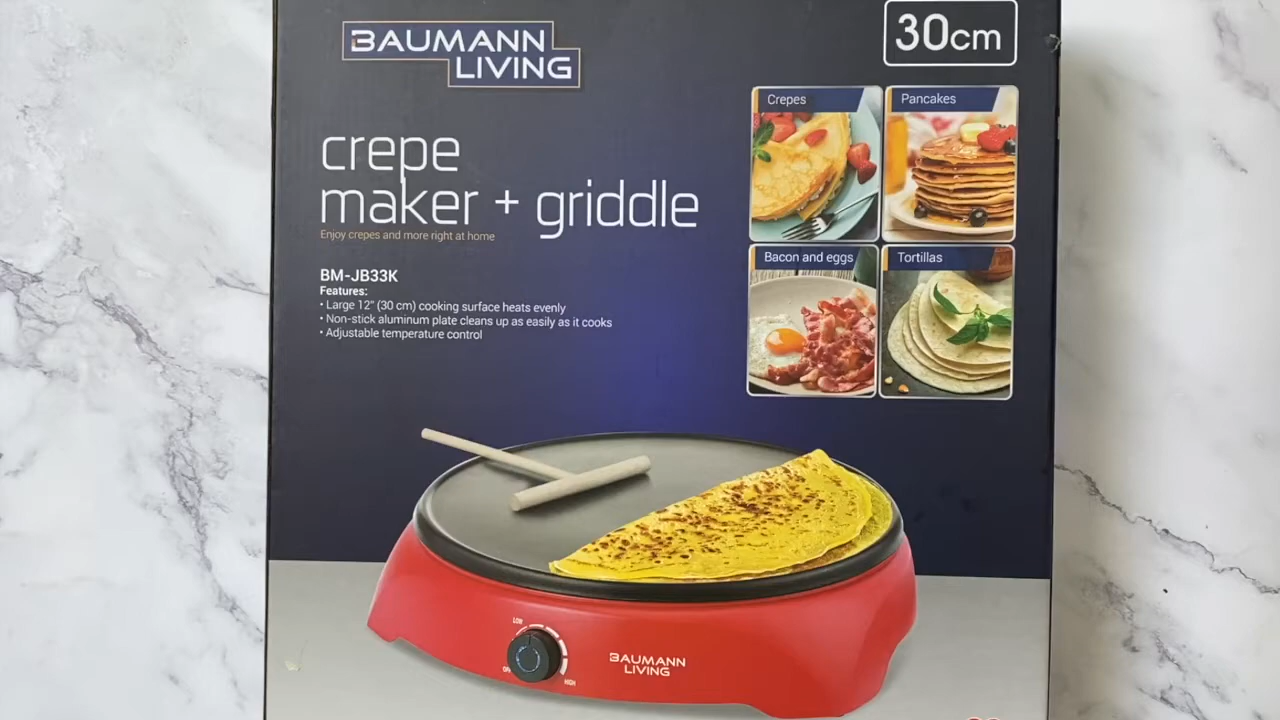 BAUMANN
LIVING
30cm
crepe
maker + griddle
Enjoy crepes and more right at home
BM-JB33K
Features:
• Large 12" (30 cm) cooking surface heats evenly
• Non-stick aluminum plate cleans up as easily as it cooks
• Adjustable temperature control
Crepes
Pancakes
Bacon and eggs
Tortillas
LOW
HIGH
BAUMANN
LIVING